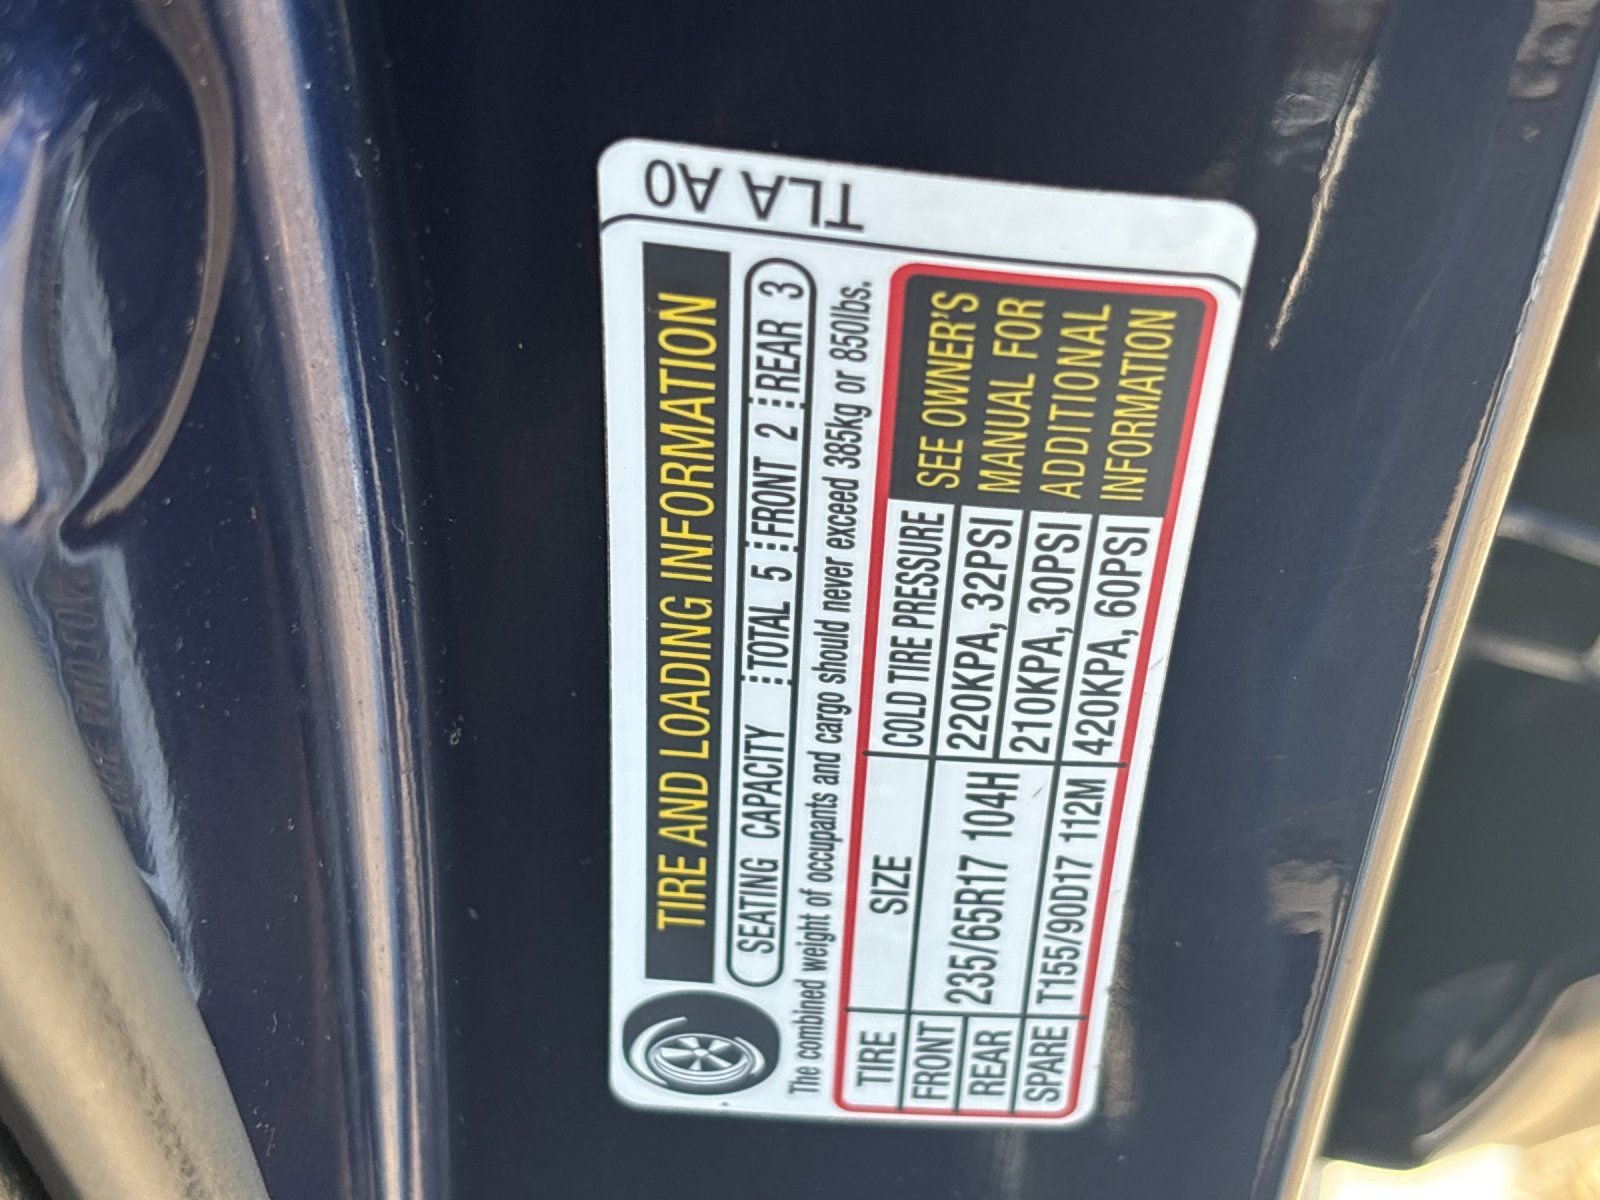 TLA A0
TIRE AND LOADING INFORMATION
SEATING CAPACITY TOTAL 5 FRONT 2 REAR 3
The combined weight of occupants and cargo should never exceed 385kg or 850lbs.
TIRE SIZE COLD TIRE PRESSURE
FRONT 235/65R17 104H 220KPA, 32PSI
REAR 210KPA, 30PSI
SPARE T155/90D17 112M 420KPA, 60PSI
SEE OWNER'S
MANUAL FOR
ADDITIONAL
INFORMATION